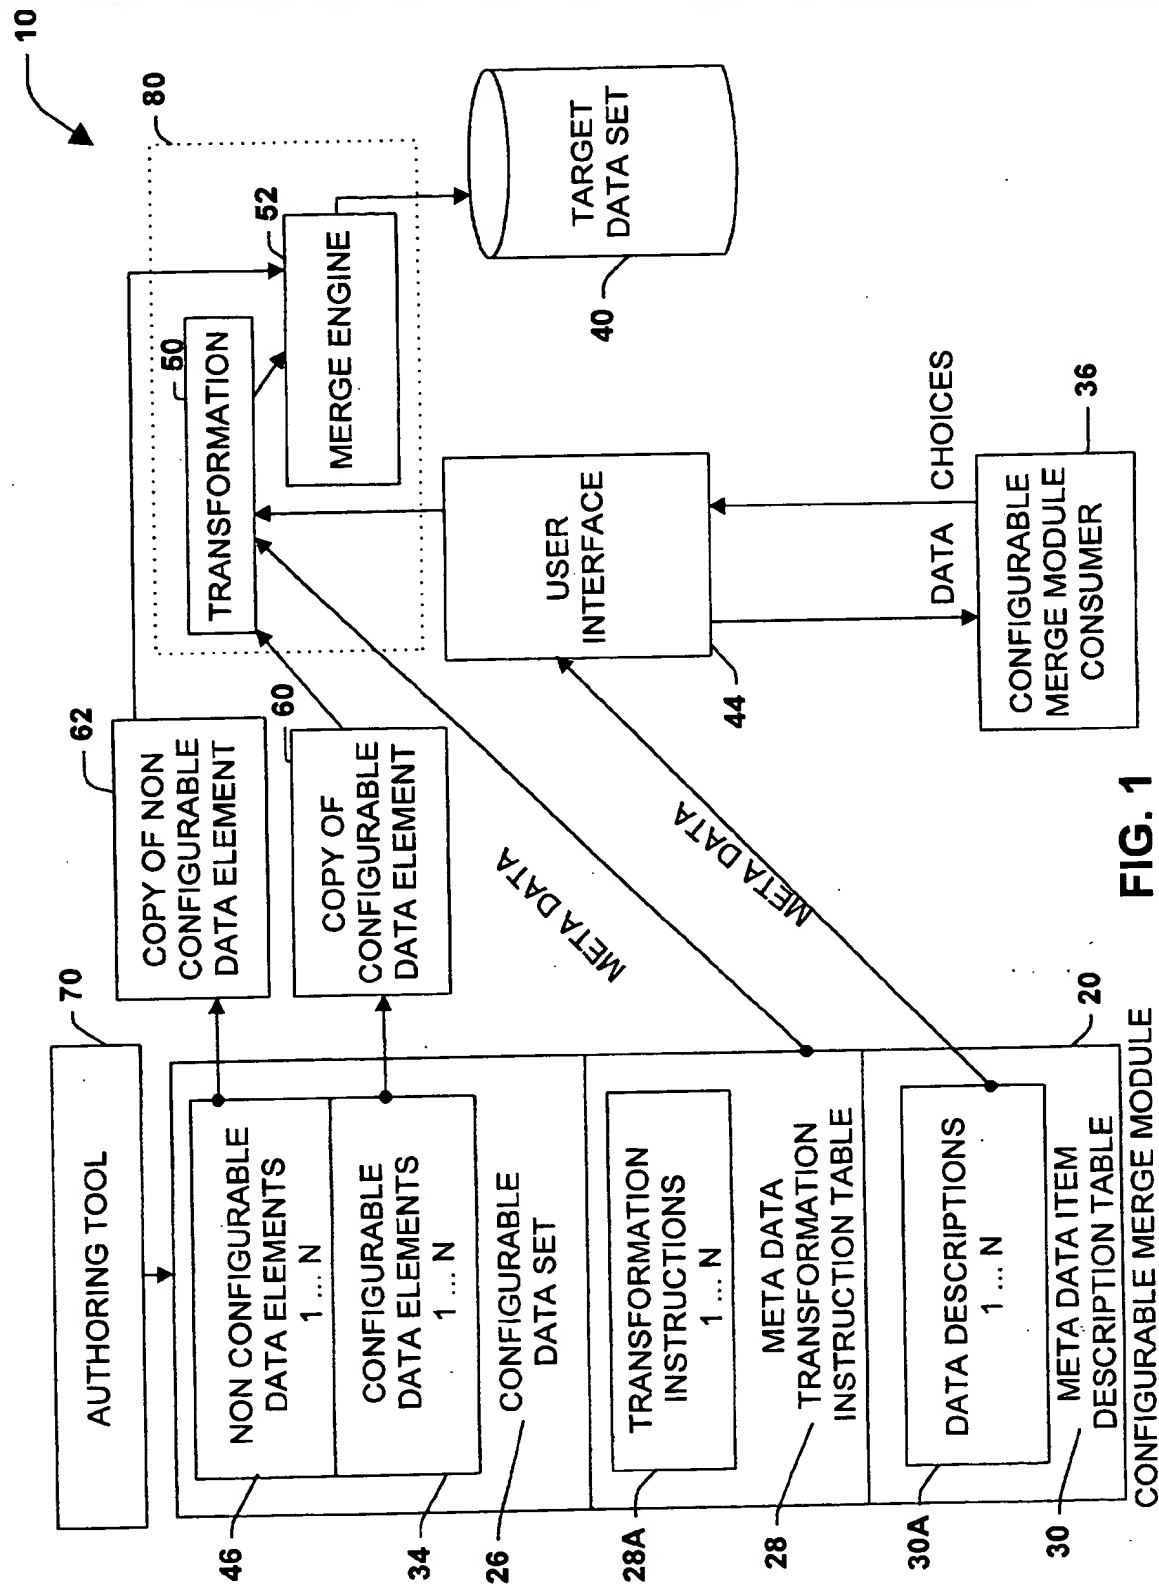 10
AUTHORING TOOL
70
62
COPY OF NON
CONFIGURABLE
DATA ELEMENT
80
50
TRANSFORMATION
52
MERGE ENGINE
46
NON CONFIGURABLE
DATA ELEMENTS
1 ... N
34
CONFIGURABLE
DATA ELEMENTS
1 ... N
26
CONFIGURABLE
DATA SET
60
COPY OF
CONFIGURABLE
DATA ELEMENT
META DATA
40
TARGET
DATA SET
28A
TRANSFORMATION
INSTRUCTIONS
1 ... N
28
META DATA
TRANSFORMATION
INSTRUCTION TABLE
META DATA
44
USER
INTERFACE
30A
DATA DESCRIPTIONS
1 ... N
30
META DATA ITEM
DESCRIPTION TABLE
20
CONFIGURABLE MERGE MODULE
DATA
CHOICES
36
CONFIGURABLE
MERGE MODULE
CONSUMER
FIG. 1